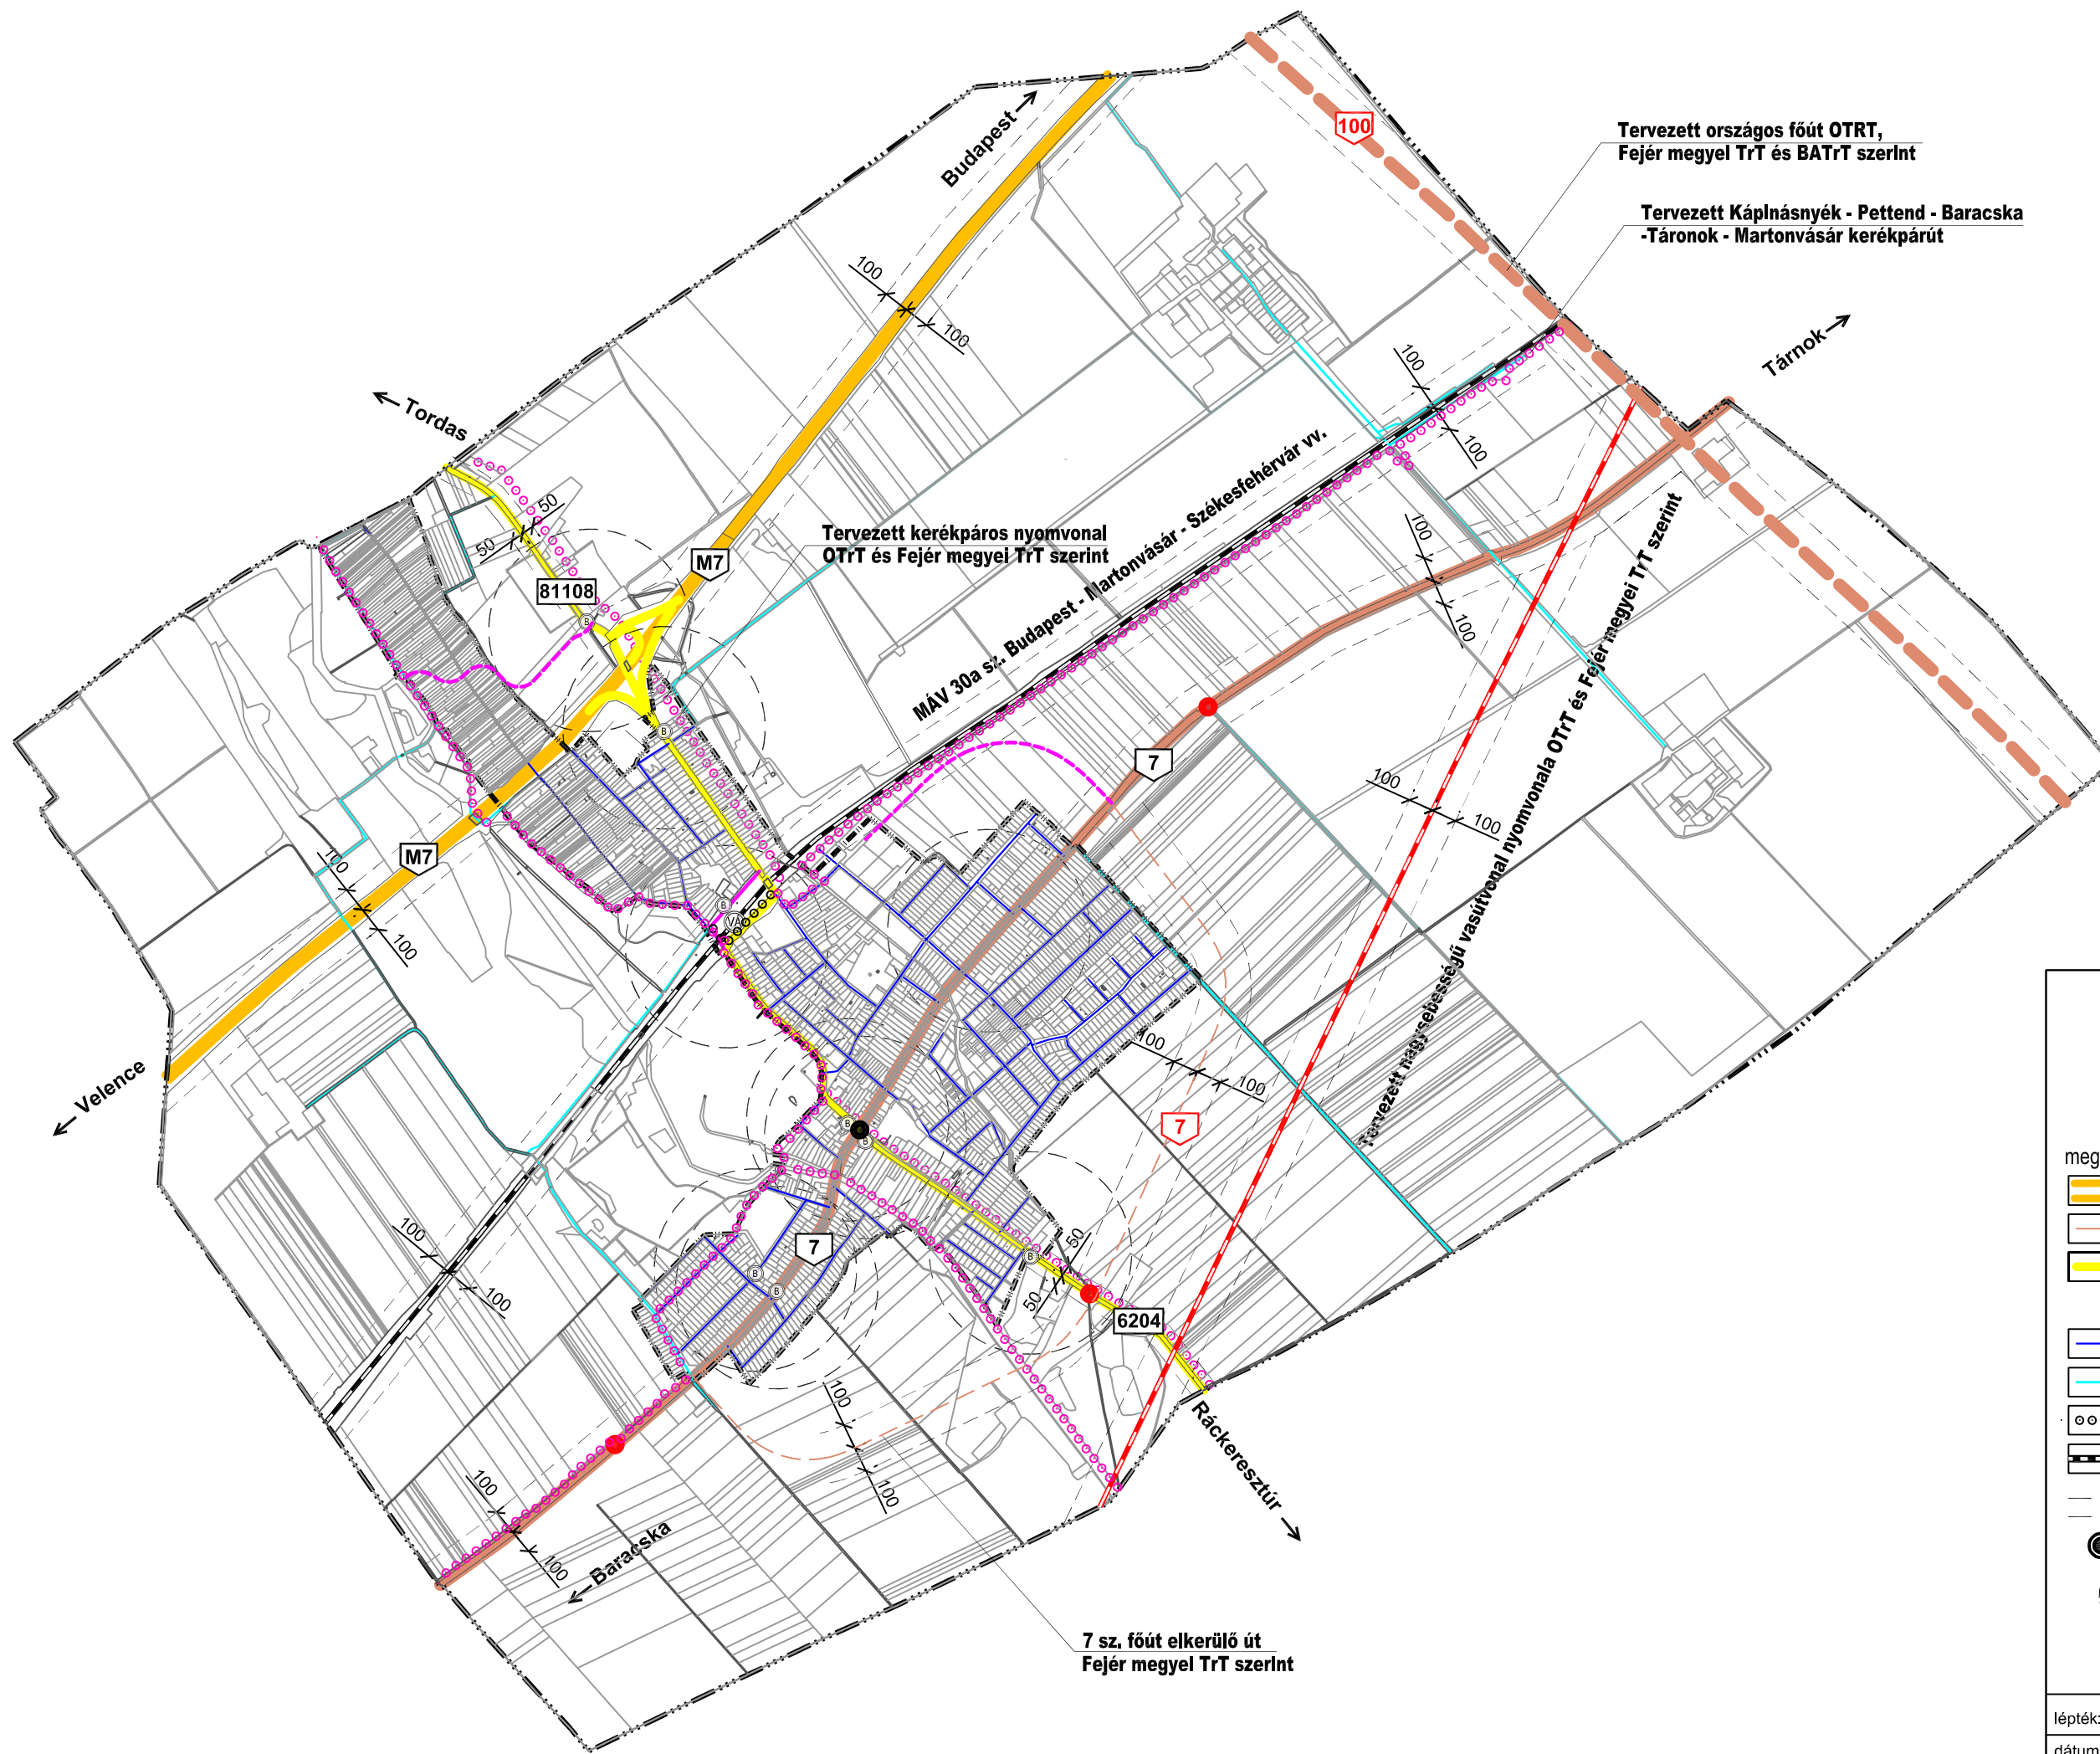 100
Tervezett országos főút OTRT,
Fejér megyel TrT és BATrT szerlnt
Tervezett Káplnásnyék - Pettend - Baracska
-Táronok - Martonvásár kerékpárút
Budapest
100
100
Tárnok
100
100
Tordas
MÁV 30a sz. Budapest - Martonvásár - Székesfehérvár vv.
50
50
Tervezett kerékpáros nyomvonal
OTrT és Fejér megyei TrT szerint
M7
81108
B
100
100
Tervezett nagysebességű vasútvonal nyomvonala OTrT és Fejér megyei TrT szerint
B
7
100
100
M7
100
100
B
VA
Velence
100
100
7
B
B
meg
100
100
50
50
7
B
B
B
6204
100
100
Ráckeresztúr
100
100
Baracska
7 sz. főút elkerülő út
Fejér megyel TrT szerlnt
lépték:
dátum